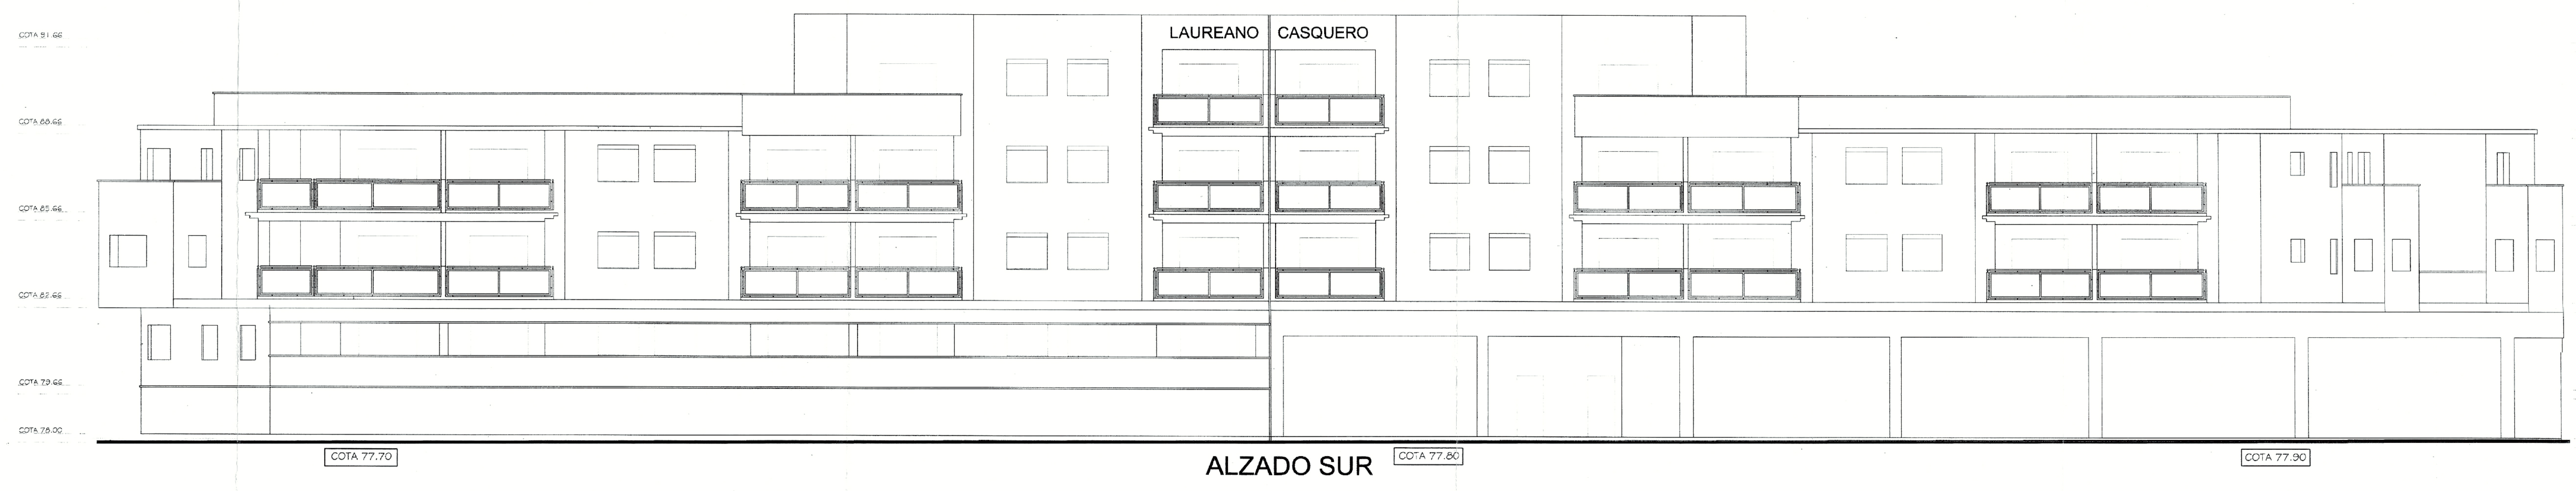 COTA 91.66
LAUREANO CASQUERO
COTA 88.66
COTA 85.66
COTA 82.66
COTA 79.66
COTA 78.00
COTA 77.70
ALZADO SUR
COTA 77.80
COTA 77.90